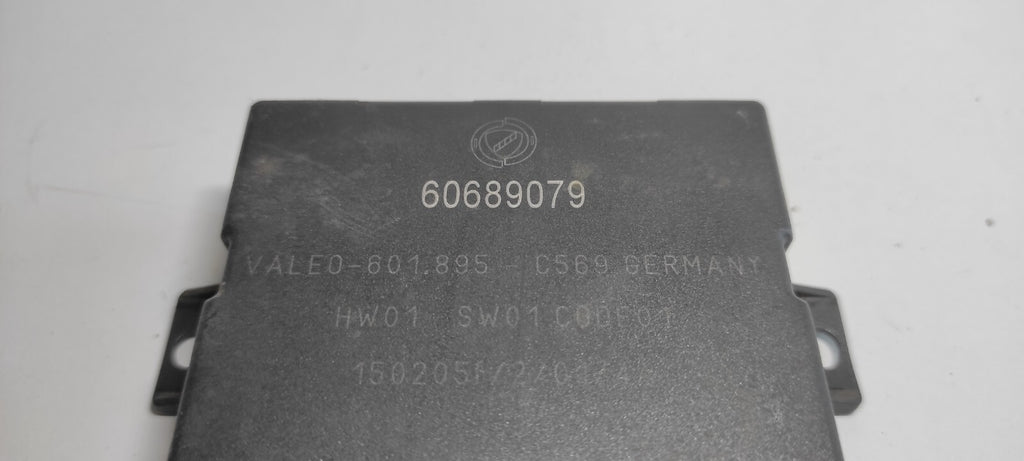 60689079
VALEO-601.895 - C569 GERMANY
HW01 SW01 CODE01